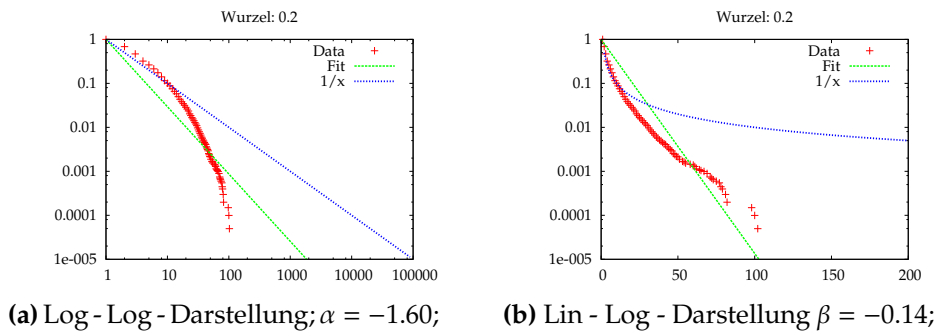 Wurzel: 0.2
1
0.1
0.01
0.001
0.0001
1e-005
1 10 100 1000 10000 100000
Data
Fit
1/x
(a) Log - Log - Darstellung; α = −1.60;
Wurzel: 0.2
1
0.1
0.01
0.001
0.0001
1e-005
0 50 100 150 200
Data
Fit
1/x
(b) Lin - Log - Darstellung β = −0.14;